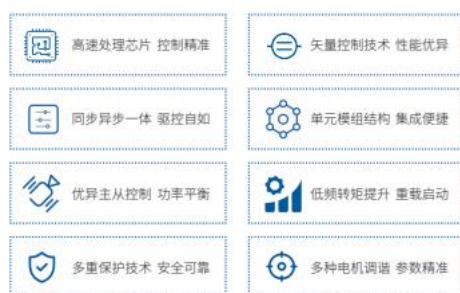 高速处理芯片 控制精准
矢量控制技术 性能优异
同步异步一体 驱控自如
单元模组结构 集成便捷
优异主从控制 功率平衡
低频转矩提升 重载启动
多重保护技术 安全可靠
多种电机调谐 参数精准